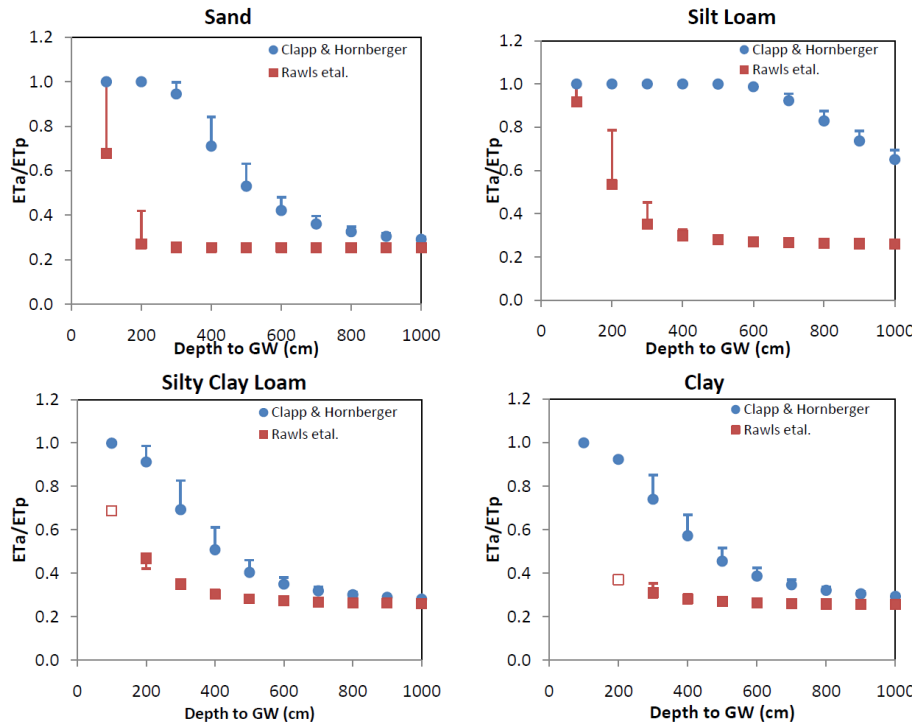 Sand
1.2
1.0
0.8
0.6
0.4
0.2
0.0
ETa/ETp
Clapp & Hornberger
Rawls etal.
0 200 400 600 800 1000
Depth to GW (cm)
Silt Loam
1.2
1.0
0.8
0.6
0.4
0.2
0.0
ETa/ETp
Clapp & Hornberger
Rawls etal.
0 200 400 600 800 1000
Depth to GW (cm)
Silty Clay Loam
1.2
1.0
0.8
0.6
0.4
0.2
0.0
ETa/ETp
Clapp & Hornberger
Rawls etal.
0 200 400 600 800 1000
Depth to GW (cm)
Clay
1.2
1.0
0.8
0.6
0.4
0.2
0.0
ETa/ETp
Clapp & Hornberger
Rawls etal.
0 200 400 600 800 1000
Depth to GW (cm)